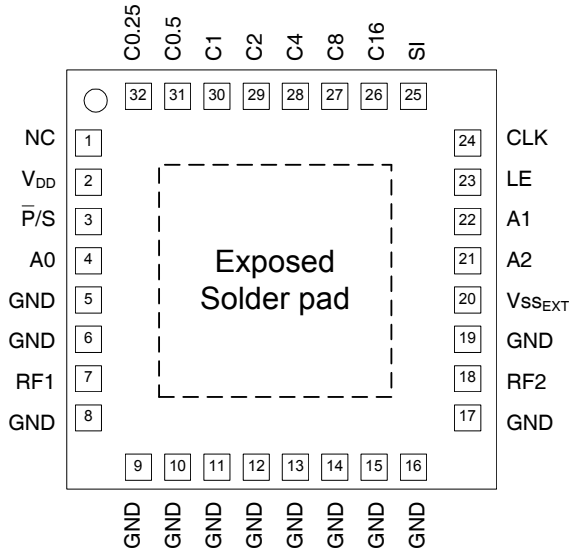 C0.25 C0.5 C1 C2 C4 C8 C16 SI
32 31 30 29 28 27 26 25
NC 1 24 CLK
VDD 2 23 LE
P̅/S 3 22 A1
A0 4 21 A2
GND 5 20 VssEXT
GND 6 19 GND
RF1 7 18 RF2
GND 8 17 GND
Exposed
Solder pad
9 10 11 12 13 14 15 16
GND GND GND GND GND GND GND GND